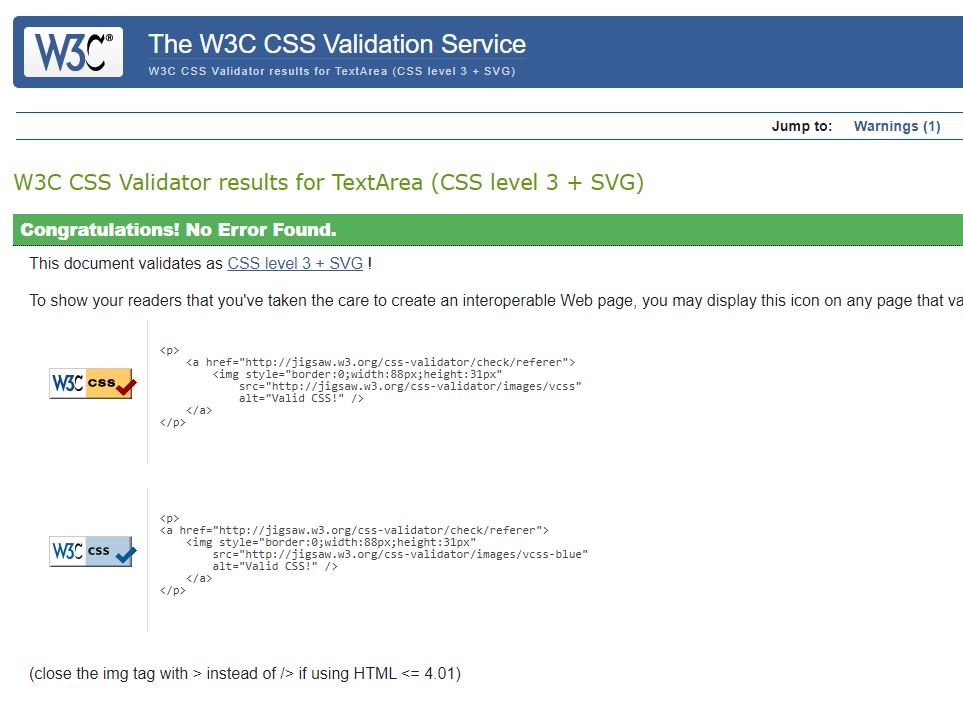 W3C®
The W3C CSS Validation Service
W3C CSS Validator results for TextArea (CSS level 3 + SVG)
Jump to: Warnings (1)
W3C CSS Validator results for TextArea (CSS level 3 + SVG)
Congratulations! No Error Found.
This document validates as CSS level 3 + SVG !
To show your readers that you've taken the care to create an interoperable Web page, you may display this icon on any page that va
W3C css
<p>
<a href="http://jigsaw.w3.org/css-validator/check/referer">
<img style="border:0;width:88px;height:31px"
src="http://jigsaw.w3.org/css-validator/images/vcss"
alt="Valid CSS!" />
</a>
</p>
W3C css
<p>
<a href="http://jigsaw.w3.org/css-validator/check/referer">
<img style="border:0;width:88px;height:31px"
src="http://jigsaw.w3.org/css-validator/images/vcss-blue"
alt="Valid CSS!" />
</a>
</p>
(close the img tag with > instead of /> if using HTML <= 4.01)